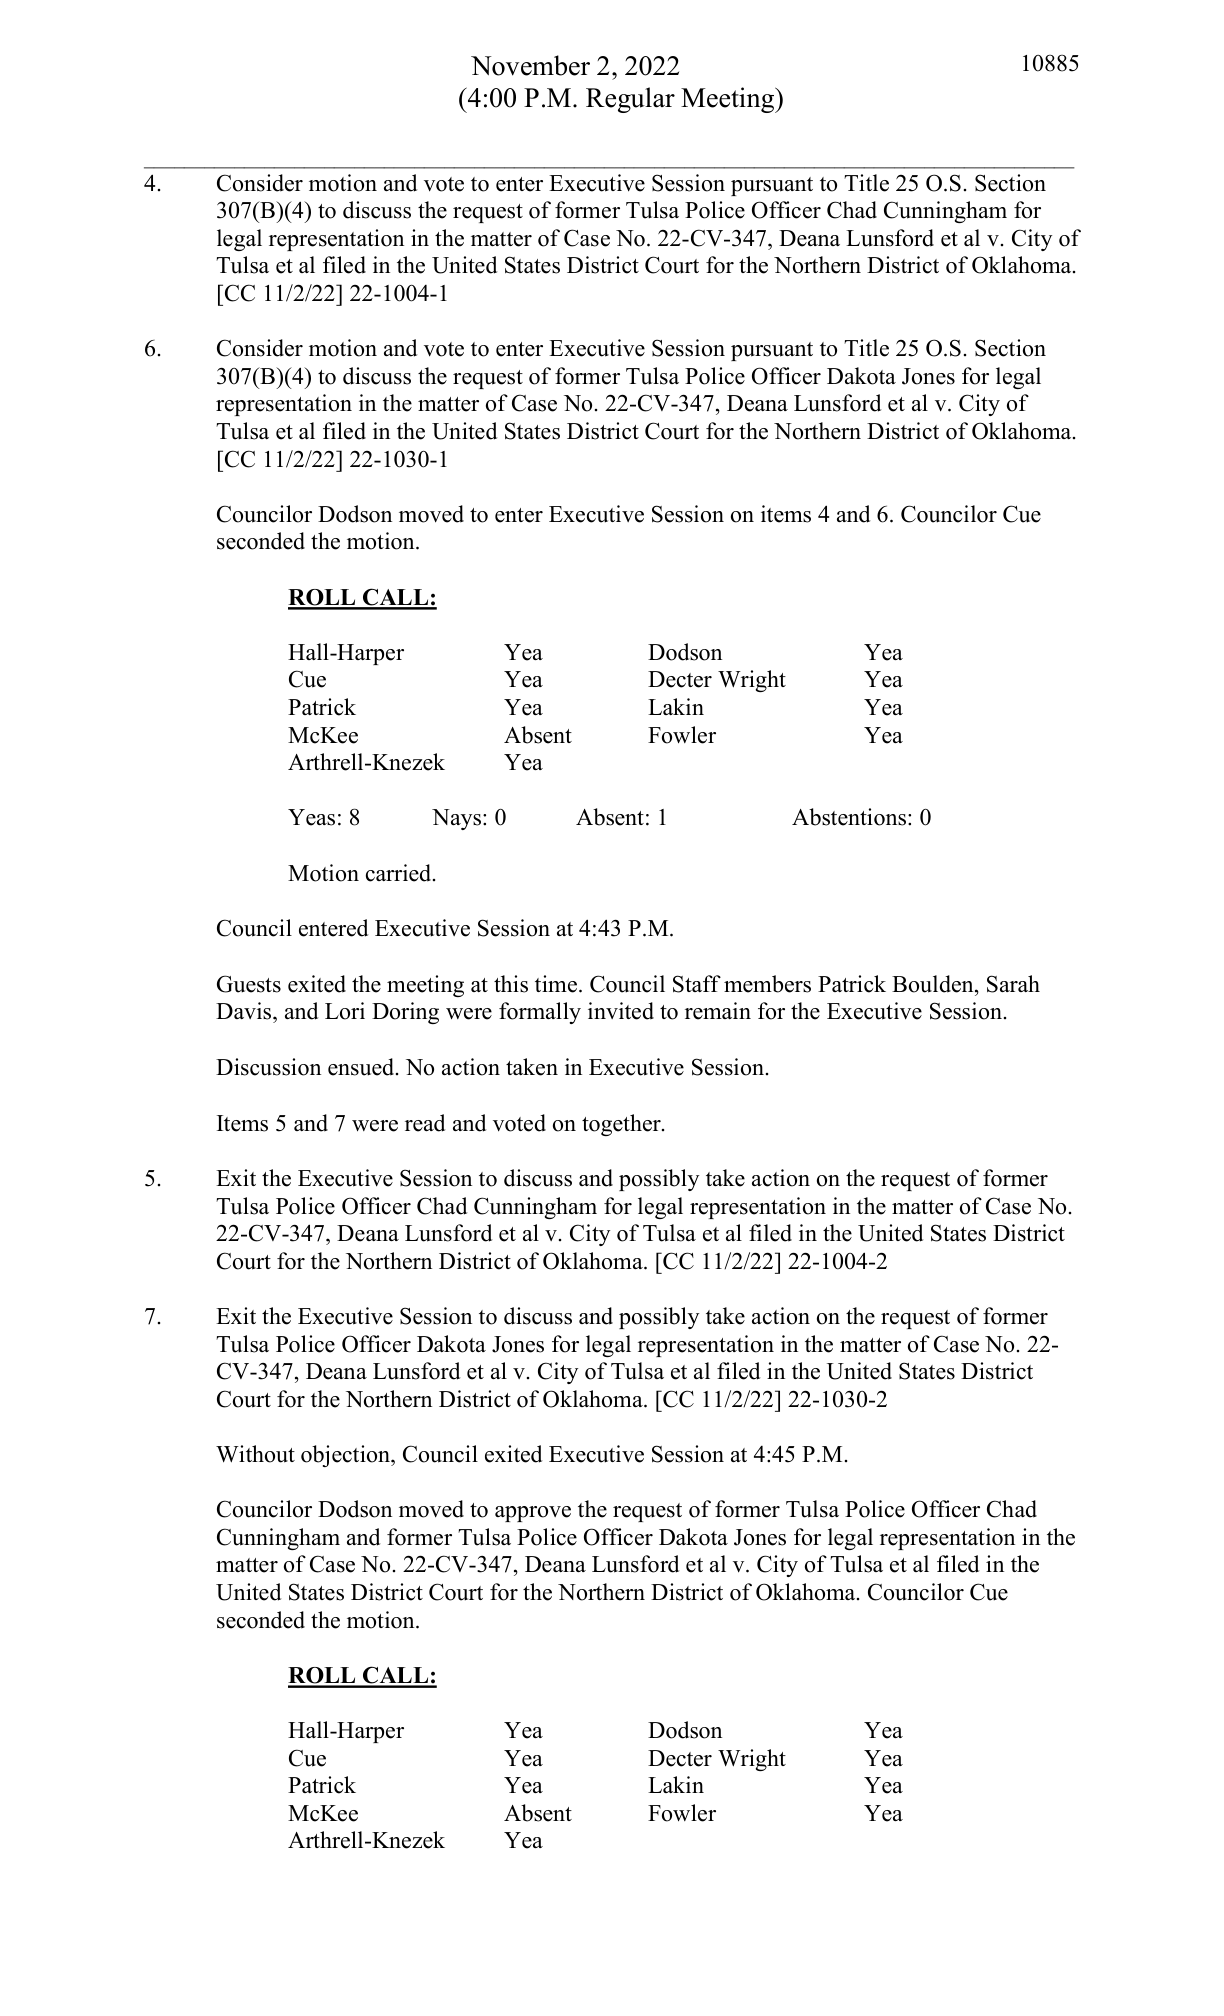 November 2, 2022
10885
(4:00 P.M. Regular Meeting)
4. Consider motion and vote to enter Executive Session pursuant to Title 25 O.S. Section
307(B)(4) to discuss the request of former Tulsa Police Officer Chad Cunningham for
legal representation in the matter of Case No. 22-CV-347, Deana Lunsford et al v. City of
Tulsa et al filed in the United States District Court for the Northern District of Oklahoma.
[CC 11/2/22] 22-1004-1
6. Consider motion and vote to enter Executive Session pursuant to Title 25 O.S. Section
307(B)(4) to discuss the request of former Tulsa Police Officer Dakota Jones for legal
representation in the matter of Case No. 22-CV-347, Deana Lunsford et al v. City of
Tulsa et al filed in the United States District Court for the Northern District of Oklahoma.
[CC 11/2/22] 22-1030-1
Councilor Dodson moved to enter Executive Session on items 4 and 6. Councilor Cue
seconded the motion.
ROLL CALL:
Hall-Harper Yea Dodson Yea
Cue Yea Decter Wright Yea
Patrick Yea Lakin Yea
McKee Absent Fowler Yea
Arthrell-Knezek Yea
Yeas: 8 Nays: 0 Absent: 1 Abstentions: 0
Motion carried.
Council entered Executive Session at 4:43 P.M.
Guests exited the meeting at this time. Council Staff members Patrick Boulden, Sarah
Davis, and Lori Doring were formally invited to remain for the Executive Session.
Discussion ensued. No action taken in Executive Session.
Items 5 and 7 were read and voted on together.
5. Exit the Executive Session to discuss and possibly take action on the request of former
Tulsa Police Officer Chad Cunningham for legal representation in the matter of Case No.
22-CV-347, Deana Lunsford et al v. City of Tulsa et al filed in the United States District
Court for the Northern District of Oklahoma. [CC 11/2/22] 22-1004-2
7. Exit the Executive Session to discuss and possibly take action on the request of former
Tulsa Police Officer Dakota Jones for legal representation in the matter of Case No. 22-
CV-347, Deana Lunsford et al v. City of Tulsa et al filed in the United States District
Court for the Northern District of Oklahoma. [CC 11/2/22] 22-1030-2
Without objection, Council exited Executive Session at 4:45 P.M.
Councilor Dodson moved to approve the request of former Tulsa Police Officer Chad
Cunningham and former Tulsa Police Officer Dakota Jones for legal representation in the
matter of Case No. 22-CV-347, Deana Lunsford et al v. City of Tulsa et al filed in the
United States District Court for the Northern District of Oklahoma. Councilor Cue
seconded the motion.
ROLL CALL:
Hall-Harper Yea Dodson Yea
Cue Yea Decter Wright Yea
Patrick Yea Lakin Yea
McKee Absent Fowler Yea
Arthrell-Knezek Yea